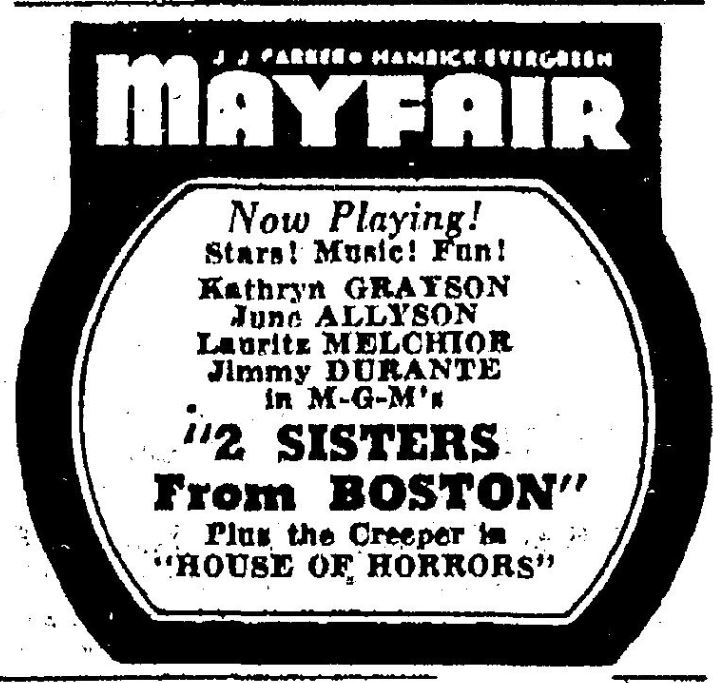 J. J. PARKER • HAMRICK-EVERGREEN
MAYFAIR
Now Playing!
Stars! Music! Fun!
Kathryn GRAYSON
June ALLYSON
Lauritz MELCHIOR
Jimmy DURANTE
in M-G-M's
"2 SISTERS
From BOSTON"
Plus the Creeper in
"HOUSE OF HORRORS"